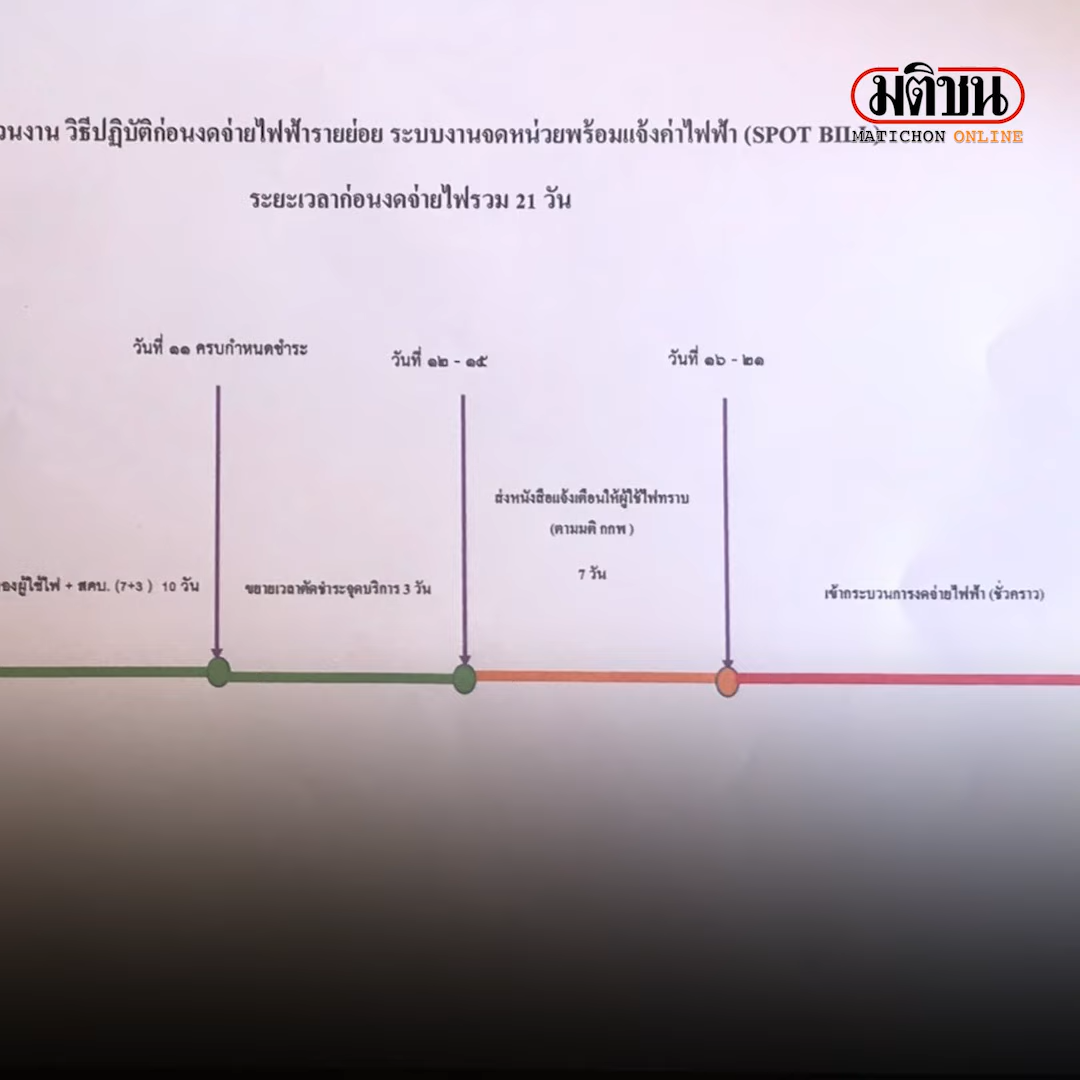 มติชน
MATICHON ONLINE
วนงาน วิธีปฏิบัติก่อนงดจ่ายไฟฟ้ารายย่อย ระบบงานจดหน่วยพร้อมแจ้งค่าไฟฟ้า (SPOT BILL)
ระยะเวลาก่อนงดจ่ายไฟรวม 21 วัน
วันที่ ๑๑ ครบกำหนดชำระ
วันที่ ๑๒ - ๑๕
วันที่ ๑๖ - ๒๑
ส่งหนังสือแจ้งเตือนให้ผู้ใช้ไฟทราบ
(ตามมติ กกพ )
7 วัน
องผู้ใช้ไฟ + สคบ. (7+3 ) 10 วัน
ขยายเวลาตัดชำระจุดบริการ 3 วัน
เข้ากระบวนการงดจ่ายไฟฟ้า (ชั่วคราว)